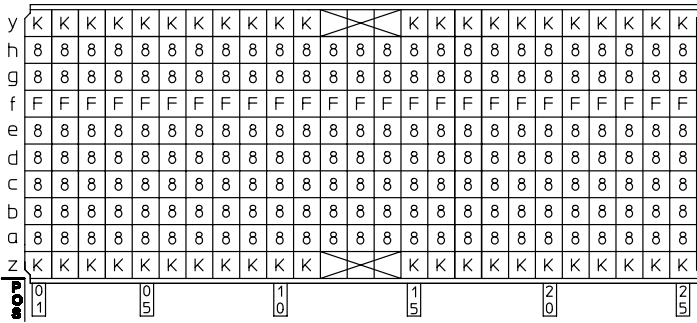 y K K K K K K K K K K K K K K K K K K K K K K
h 8 8 8 8 8 8 8 8 8 8 8 8 8 8 8 8 8 8 8 8 8 8 8 8 8
g 8 8 8 8 8 8 8 8 8 8 8 8 8 8 8 8 8 8 8 8 8 8 8 8 8
f F F F F F F F F F F F F F F F F F F F F F F F F F
e 8 8 8 8 8 8 8 8 8 8 8 8 8 8 8 8 8 8 8 8 8 8 8 8 8
d 8 8 8 8 8 8 8 8 8 8 8 8 8 8 8 8 8 8 8 8 8 8 8 8 8
c 8 8 8 8 8 8 8 8 8 8 8 8 8 8 8 8 8 8 8 8 8 8 8 8 8
b 8 8 8 8 8 8 8 8 8 8 8 8 8 8 8 8 8 8 8 8 8 8 8 8 8
a 8 8 8 8 8 8 8 8 8 8 8 8 8 8 8 8 8 8 8 8 8 8 8 8 8
z K K K K K K K K K K K K K K K K K K K K K K
POS 01 05 10 15 20 25